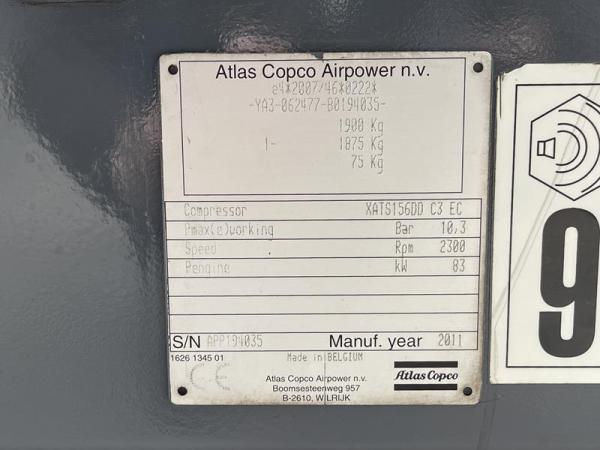 Atlas Copco Airpower n.v.
e4*2007/46*0222*
-YA3-062477-B0194035-
1900 Kg
1- 1875 Kg
75 Kg
Compressor XATS156DD C3 EC
Pmax(e)working Bar 10,3
Speed Rpm 2300
Pengine kW 83
S/N APP194035 Manuf. year 2011
1626 1345 01 Made in BELGIUM
CE
Atlas Copco Airpower n.v.
Boomsesteenweg 957
B-2610, WILRIJK
Atlas Copco
9